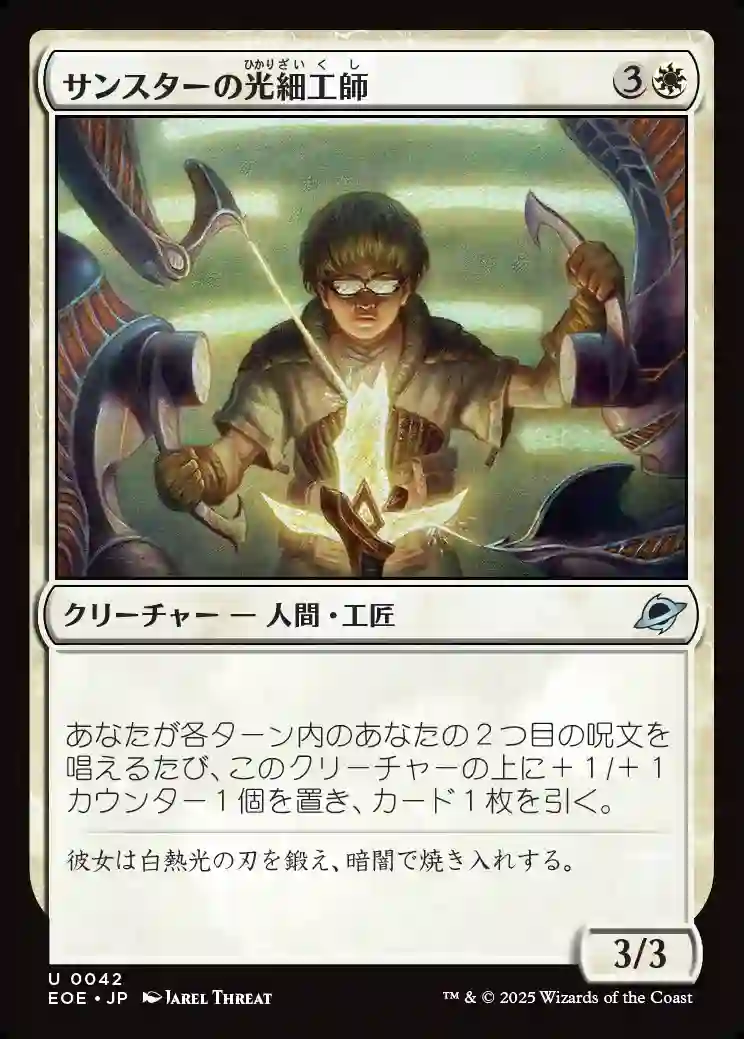 ひかりざいくし
サンスターの光細工師
3
クリーチャー — 人間・工匠
あなたが各ターン内のあなたの２つ目の呪文を
唱えるたび、このクリーチャーの上に＋１/＋１
カウンター１個を置き、カード１枚を引く。
彼女は白熱光の刃を鍛え、暗闇で焼き入れする。
3/3
U 0042
EOE • JP JAREL THREAT
™ & © 2025 Wizards of the Coast